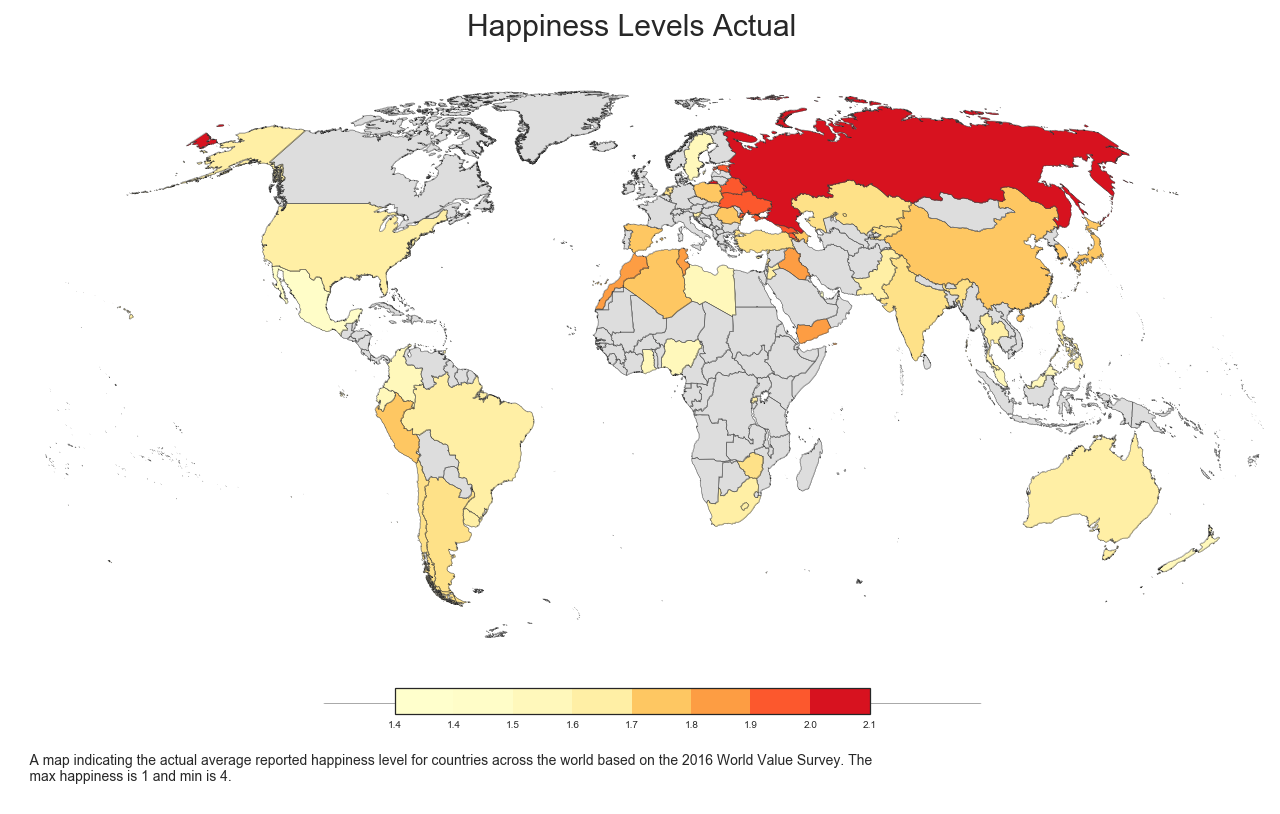 Happiness Levels Actual
1.4 1.4 1.5 1.6 1.7 1.8 1.9 2.0 2.1
A map indicating the actual average reported happiness level for countries across the world based on the 2016 World Value Survey. The
max happiness is 1 and min is 4.